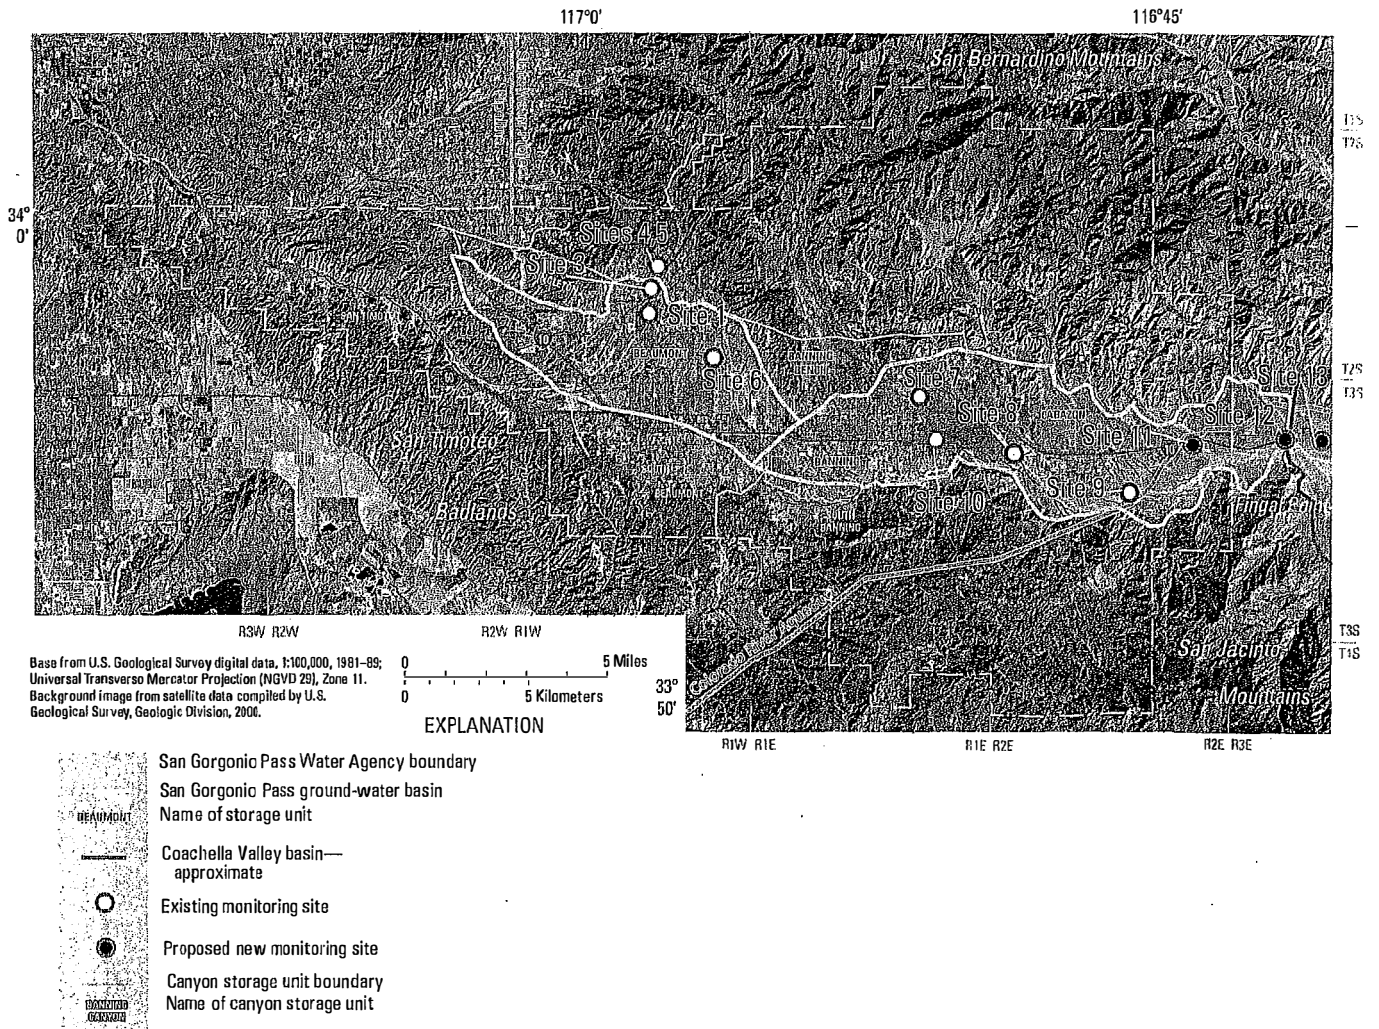 117°0'
116°45'
San Bernardino Mountains
T1S
T2S
34°
0'
Sites 4,5
Site 3
Site 1
BEAUMONT
BANNING
BENCH
Site 6
T2S
T3S
Site 7
Site 8
CABAZON
Site 11
Site 12
San Timoteo
Badlands
Site 10
Site 9
R3W R2W
R2W R1W
T3S
T4S
San Jacinto
Mountains
33°
50'
R1W R1E
R1E R2E
R2E R3E
Base from U.S. Geological Survey digital data, 1:100,000, 1981–89;
Universal Transverso Mercator Projection (NGVD 29), Zone 11.
Background image from satellite data compiled by U.S.
Geological Survey, Geologic Division, 2000.
0
5 Miles
0
5 Kilometers
EXPLANATION
San Gorgonio Pass Water Agency boundary
San Gorgonio Pass ground-water basin
BEAUMONT
Name of storage unit
Coachella Valley basin—
approximate
Existing monitoring site
Proposed new monitoring site
Canyon storage unit boundary
BANNING
CANYON
Name of canyon storage unit